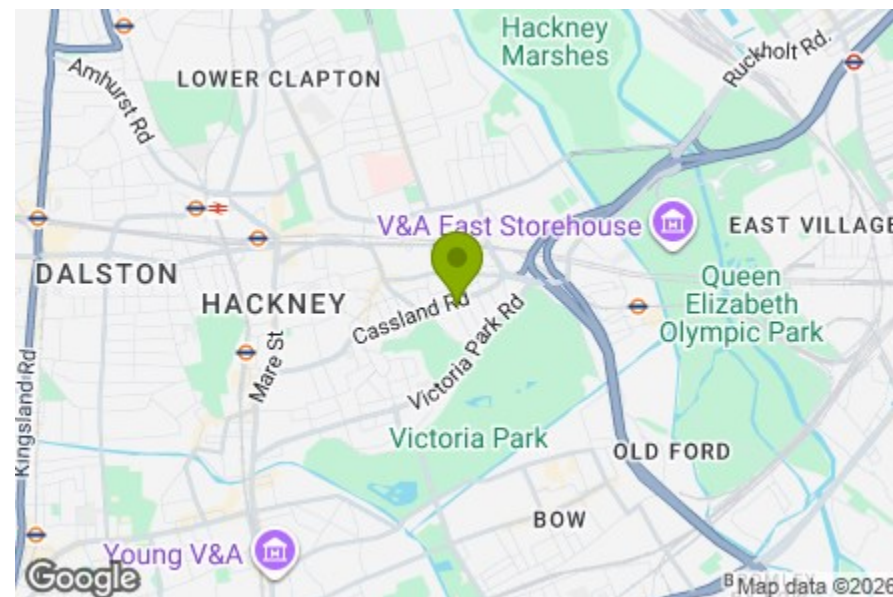 Hackney
Marshes
Ruckholt Rd.
Amhurst Rd
LOWER CLAPTON
V&A East Storehouse
EAST VILLAGE
DALSTON
HACKNEY
Queen
Elizabeth
Olympic Park
Cassland Rd
Mare St
Victoria Park Rd
Kingsland Rd
Victoria Park
OLD FORD
BOW
Young V&A
Google
Map data ©2026